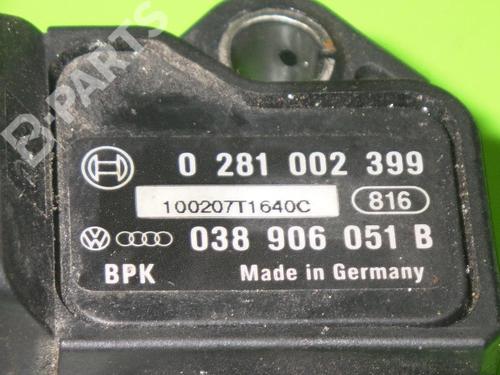 B-PARTS
0 281 002 399
100207T1640C 816
038 906 051 B
BPK Made in Germany